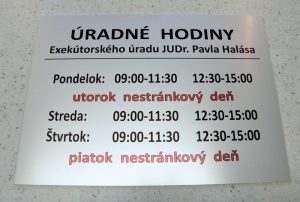 ÚRADNÉ HODINY
Exekútorského úradu JUDr. Pavla Halása
Pondelok: 09:00-11:30 12:30-15:00
utorok nestránkový deň
Streda: 09:00-11:30 12:30-15:00
Štvrtok: 09:00-11:30 12:30-15:00
piatok nestránkový deň